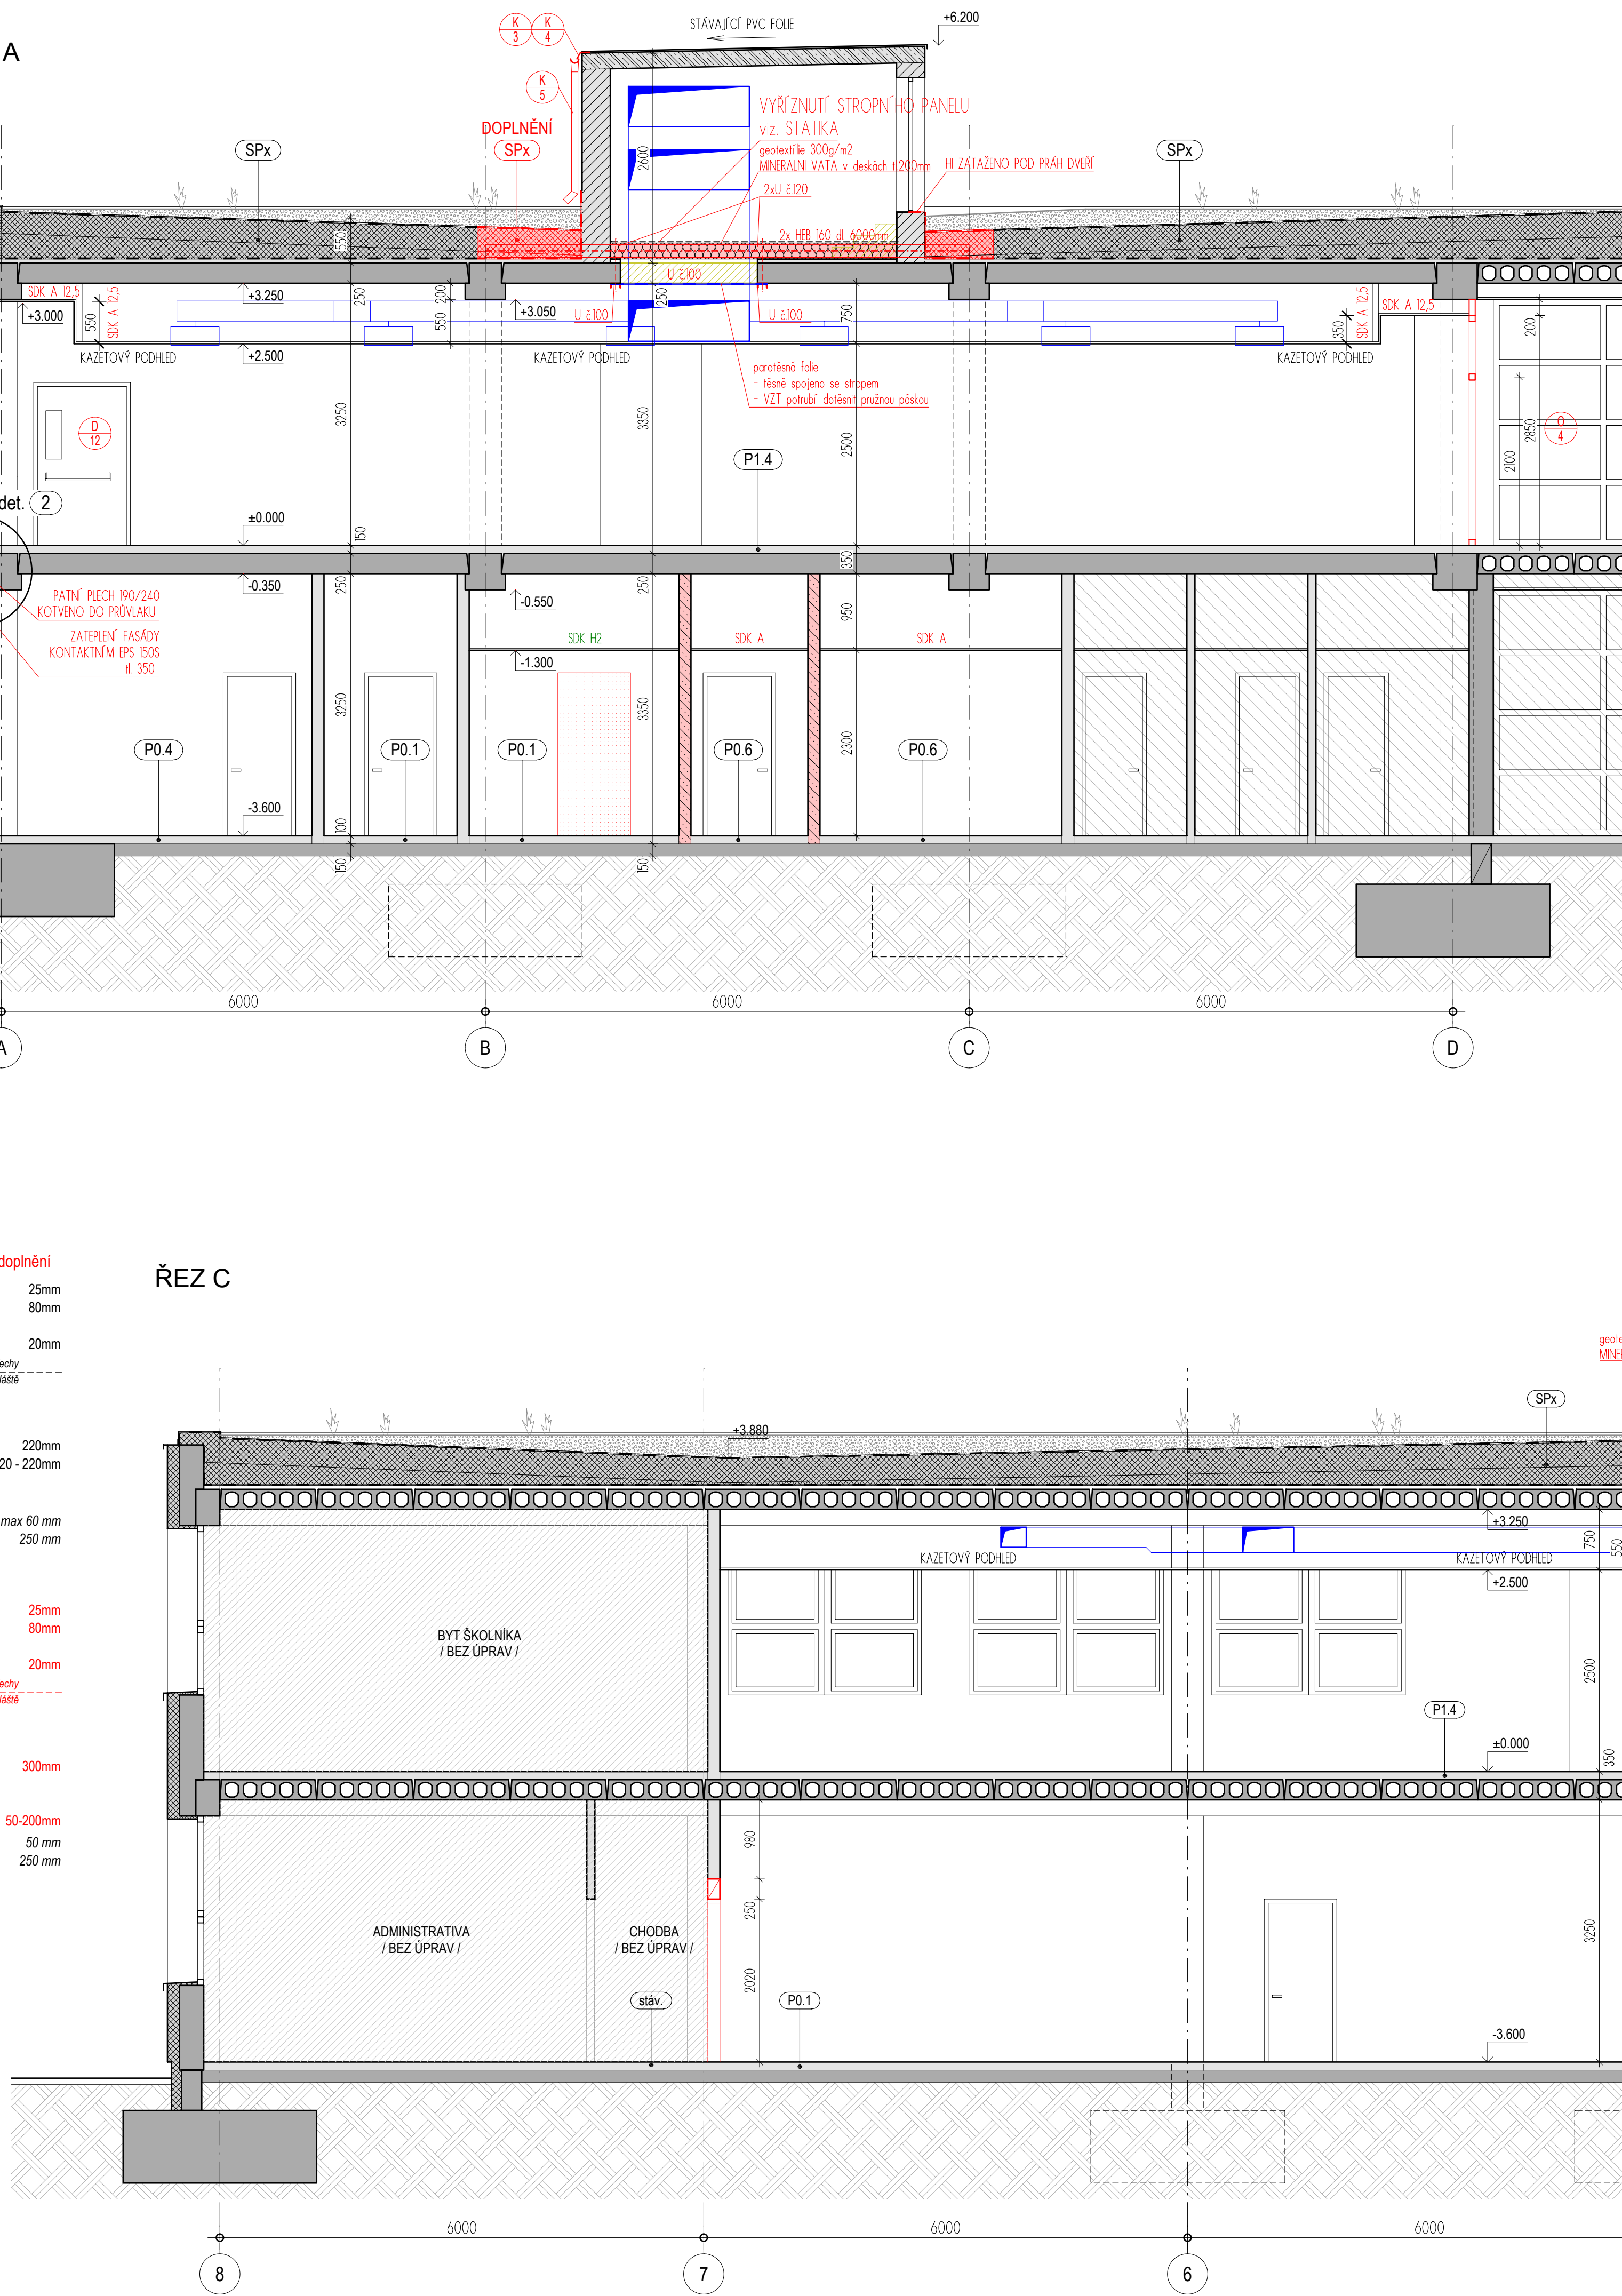 A
STÁVAJÍCÍ PVC FOLIE
+6.200
K
3
K
4
K
5
DOPLNĚNÍ
SPx
SPx
SPx
2600
VYŘÍZNUTÍ STROPNÍHO PANELU
viz. STATIKA
geotextílie 300g/m2
MINERALNI VATA v deskách tl.200mm
2xU č.120
HI ZATAŽENO POD PRÁH DVEŘÍ
2x HEB 160 dl. 6000mm
550
U č.100
SDK A 12,5
+3.000
550
SDK A 12,5
+3.250
250
200
550
+3.050
U č.100
250
U č.100
750
350
SDK A 12,5
SDK A 12,5
200
KAZETOVÝ PODHLED
+2.500
KAZETOVÝ PODHLED
KAZETOVÝ PODHLED
parotěsná folie
- těsně spojeno se stropem
- VZT potrubí dotěsnit pružnou páskou
D
12
3250
3350
2500
2100
2850
O
4
P1.4
det.
2
±0.000
150
350
-0.350
250
-0.550
250
950
PATNÍ PLECH 190/240
KOTVENO DO PRŮVLAKU
ZATEPLENÍ FASÁDY
KONTAKTNÍM EPS 150S
tl. 350
SDK H2
SDK A
SDK A
-1.300
3250
3350
2300
P0.4
P0.1
P0.1
P0.6
P0.6
-3.600
100
150
150
6000
6000
6000
A
B
C
D
doplnění
ŘEZ C
25mm
80mm
20mm
echy
láště
220mm
20 - 220mm
max 60 mm
250 mm
25mm
80mm
20mm
echy
láště
300mm
50-200mm
50 mm
250 mm
geote
MINE
SPx
+3.880
+3.250
750
550
KAZETOVÝ PODHLED
KAZETOVÝ PODHLED
+2.500
BYT ŠKOLNÍKA
/ BEZ ÚPRAV /
2500
P1.4
±0.000
350
980
250
2020
3250
ADMINISTRATIVA
/ BEZ ÚPRAV /
CHODBA
/ BEZ ÚPRAV /
stáv.
P0.1
-3.600
6000
6000
6000
8
7
6